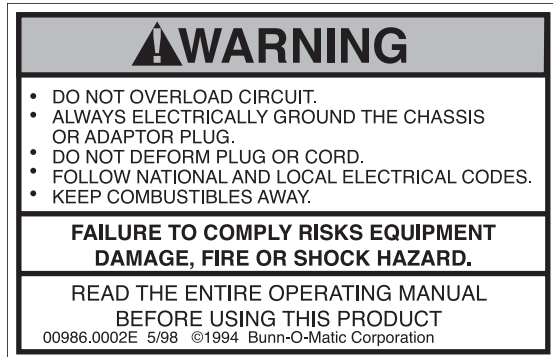 WARNING
• DO NOT OVERLOAD CIRCUIT.
• ALWAYS ELECTRICALLY GROUND THE CHASSIS
OR ADAPTOR PLUG.
• DO NOT DEFORM PLUG OR CORD.
• FOLLOW NATIONAL AND LOCAL ELECTRICAL CODES.
• KEEP COMBUSTIBLES AWAY.
FAILURE TO COMPLY RISKS EQUIPMENT
DAMAGE, FIRE OR SHOCK HAZARD.
READ THE ENTIRE OPERATING MANUAL
BEFORE USING THIS PRODUCT
00986.0002E 5/98 ©1994 Bunn-O-Matic Corporation